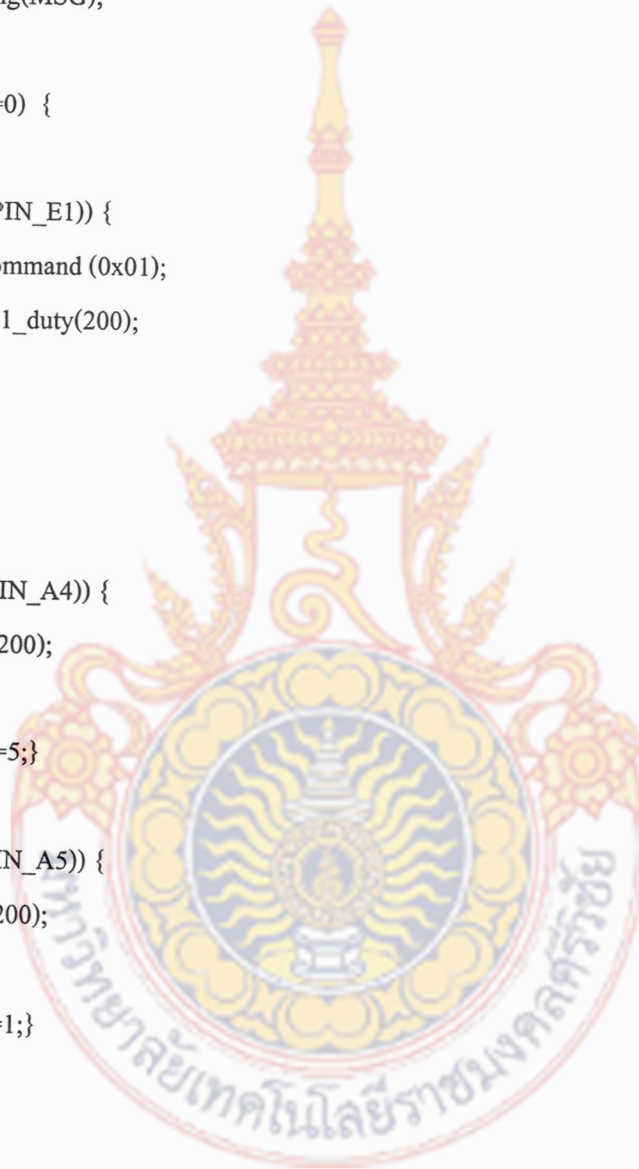 ng(MSG);
=0) {
PIN_E1)) {
ommand (0x01);
1_duty(200);
IN_A4)) {
200);
=5;}
IN_A5)) {
200);
=1;}
มหาวิทยาลัยเทคโนโลยีราชมงคลศรีวิชัย